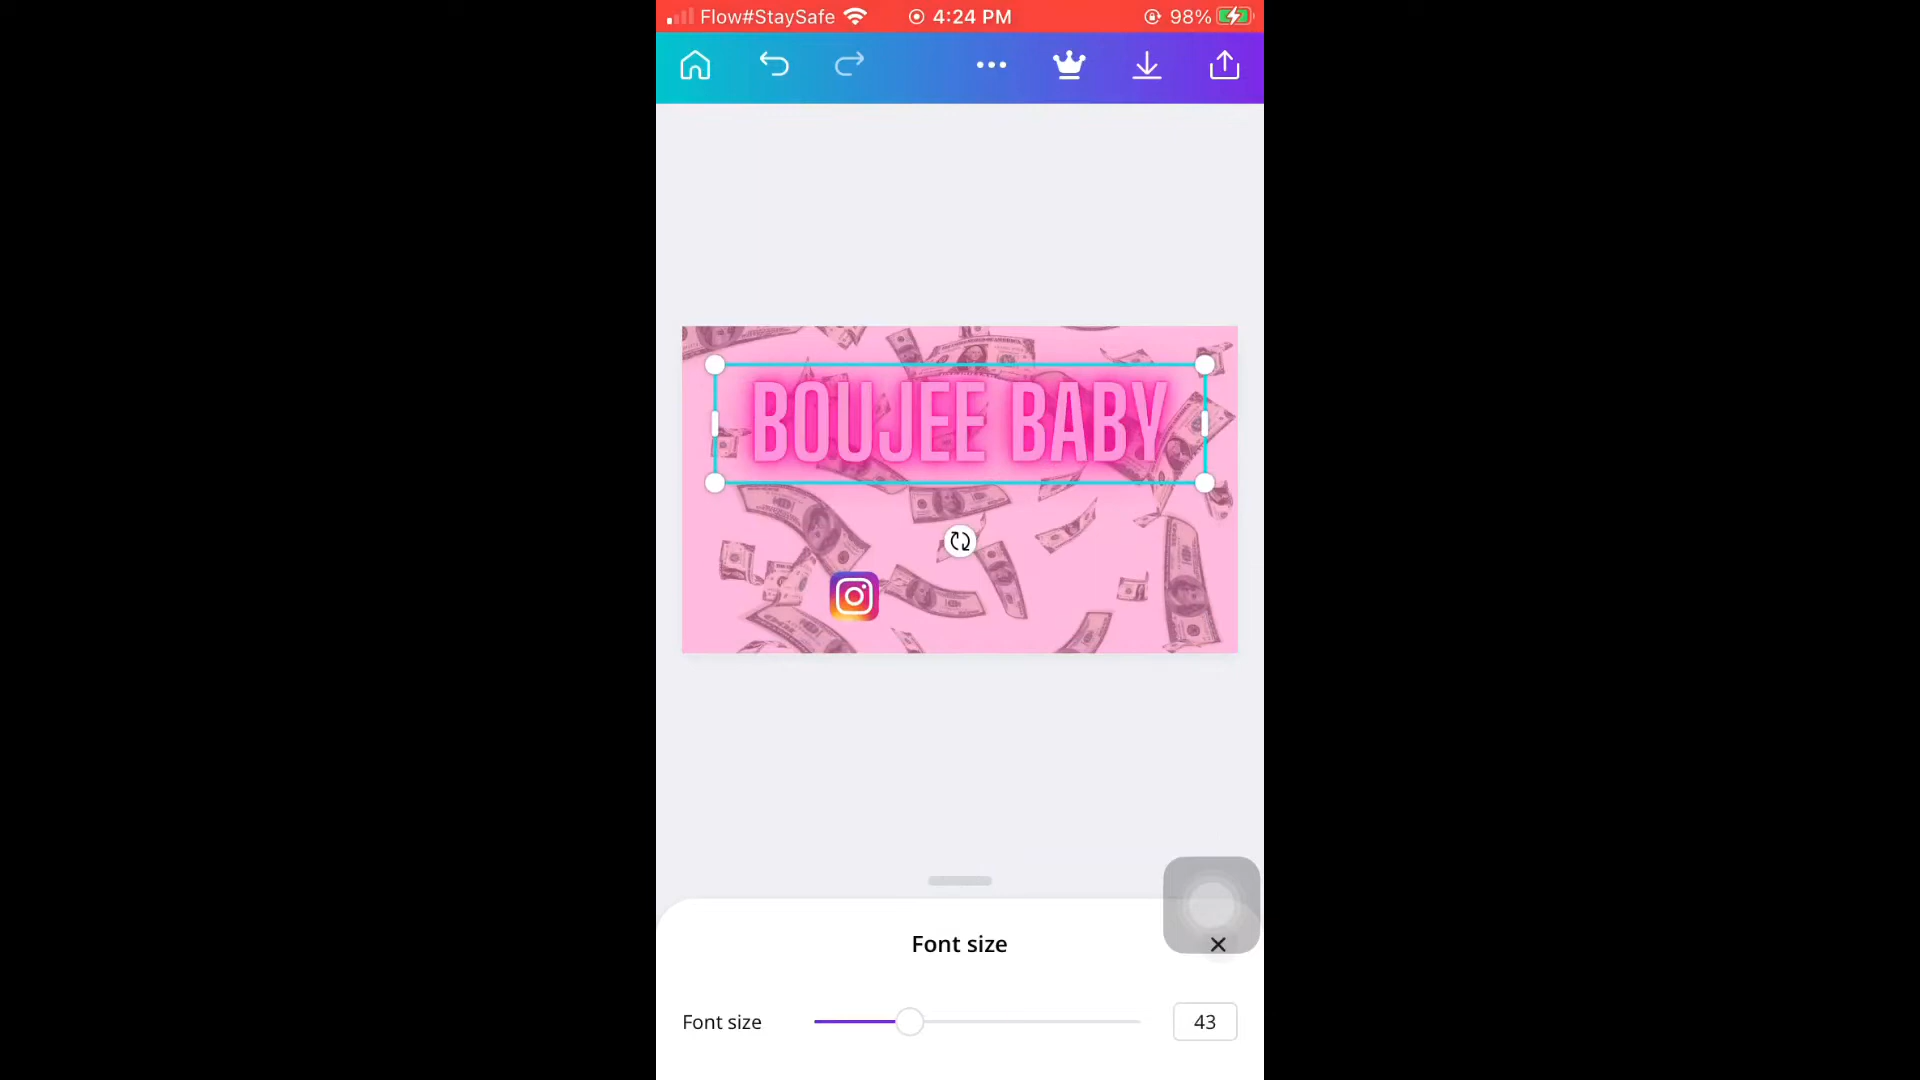 Flow#StaySafe 4:24 PM 98%
BOUJEE BABY
Font size
Font size 43